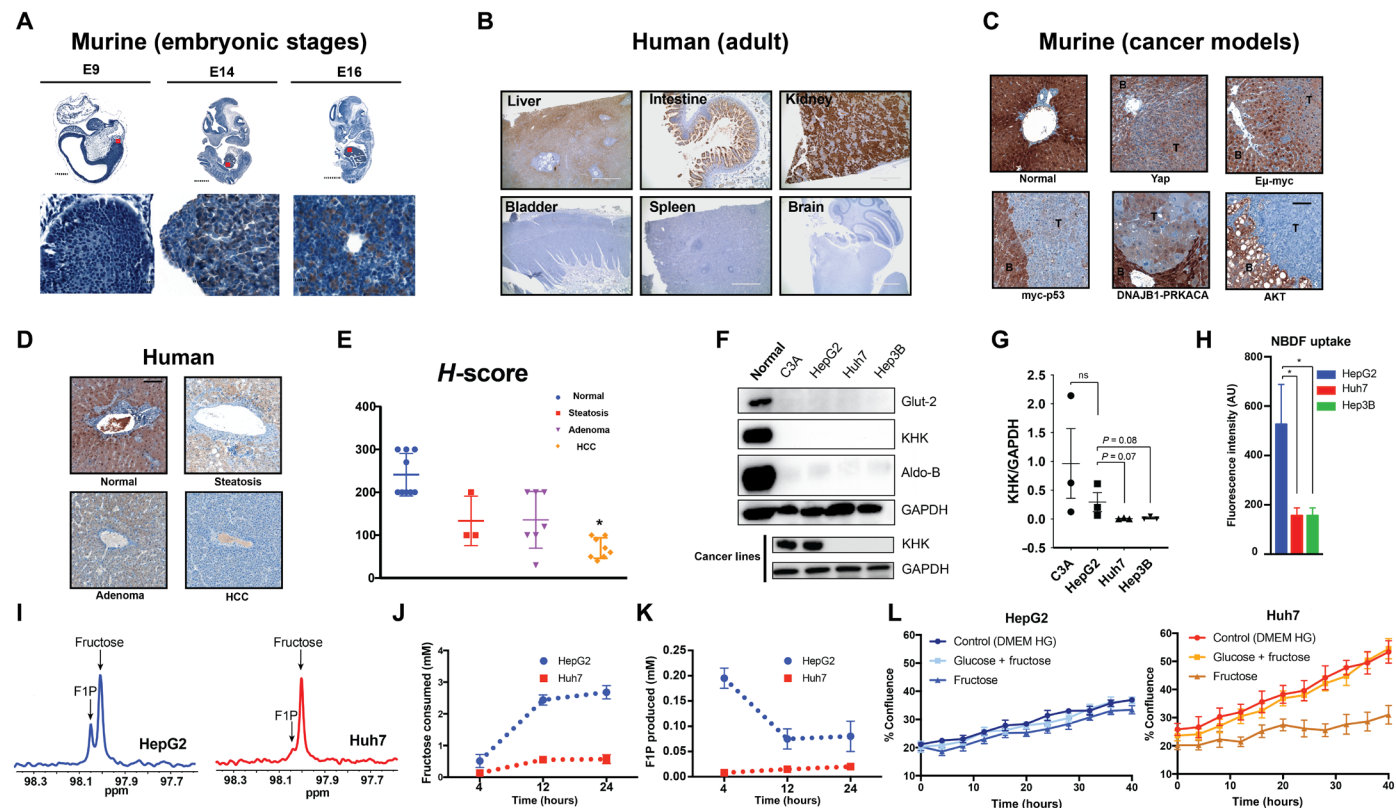 A
Murine (embryonic stages)
E9
E14
E16
B
Human (adult)
Liver
Intestine
Kidney
Bladder
Spleen
Brain
C
Murine (cancer models)
Normal
B
T
Yap
T
B
Eμ-myc
B
T
myc-p53
T
B
DNAJB1-PRKACA
T
B
AKT
D
Human
Normal
Steatosis
Adenoma
HCC
E
H-score
Normal
Steatosis
Adenoma
HCC
400
300
200
100
0
*
F
Normal
C3A
HepG2
Huh7
Hep3B
Glut-2
KHK
Aldo-B
GAPDH
Cancer lines
KHK
GAPDH
G
KHK/GAPDH
2.5
2.0
1.5
1.0
0.5
0.0
−0.5
ns
P = 0.08
P = 0.07
C3A
HepG2
Huh7
Hep3B
H
NBDF uptake
Fluorescence intensity (AU)
800
600
400
200
0
*
*
HepG2
Huh7
Hep3B
I
Fructose
F1P
HepG2
98.3
98.1
97.9
97.7
ppm
Fructose
F1P
Huh7
98.3
98.1
97.9
97.7
ppm
J
Fructose cconsumed (mM)
4
3
2
1
0
HepG2
Huh7
4
12
24
Time (hours)
K
F1P produced (mM)
0.25
0.20
0.15
0.10
0.05
0.00
HepG2
Huh7
4
12
24
Time (hours)
L
HepG2
% Confluence
60
50
40
30
20
10
Control (DMEM HG)
Glucose + fructose
Fructose
0
10
20
30
40
Time (hours)
Huh7
% Confluence
60
50
40
30
20
10
Control (DMEM HG)
Glucose + fructose
Fructose
0
10
20
30
40
Time (hours)